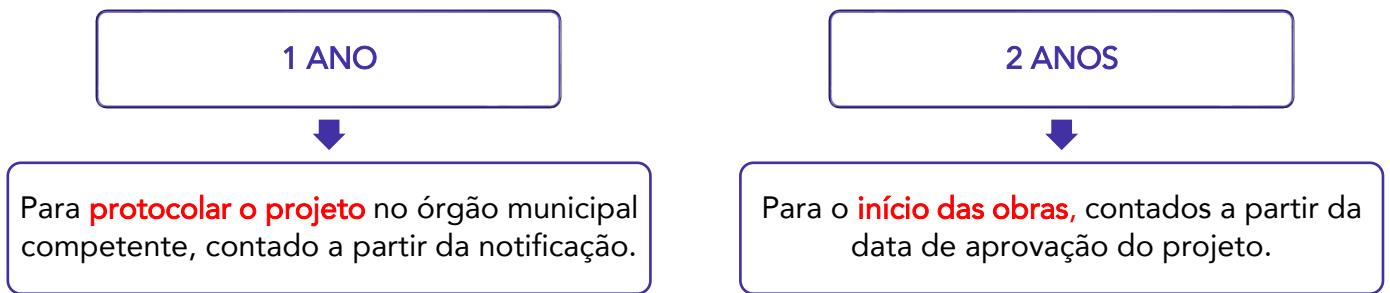 1 ANO
Para protocolar o projeto no órgão municipal
competente, contado a partir da notificação.
2 ANOS
Para o início das obras, contados a partir da
data de aprovação do projeto.